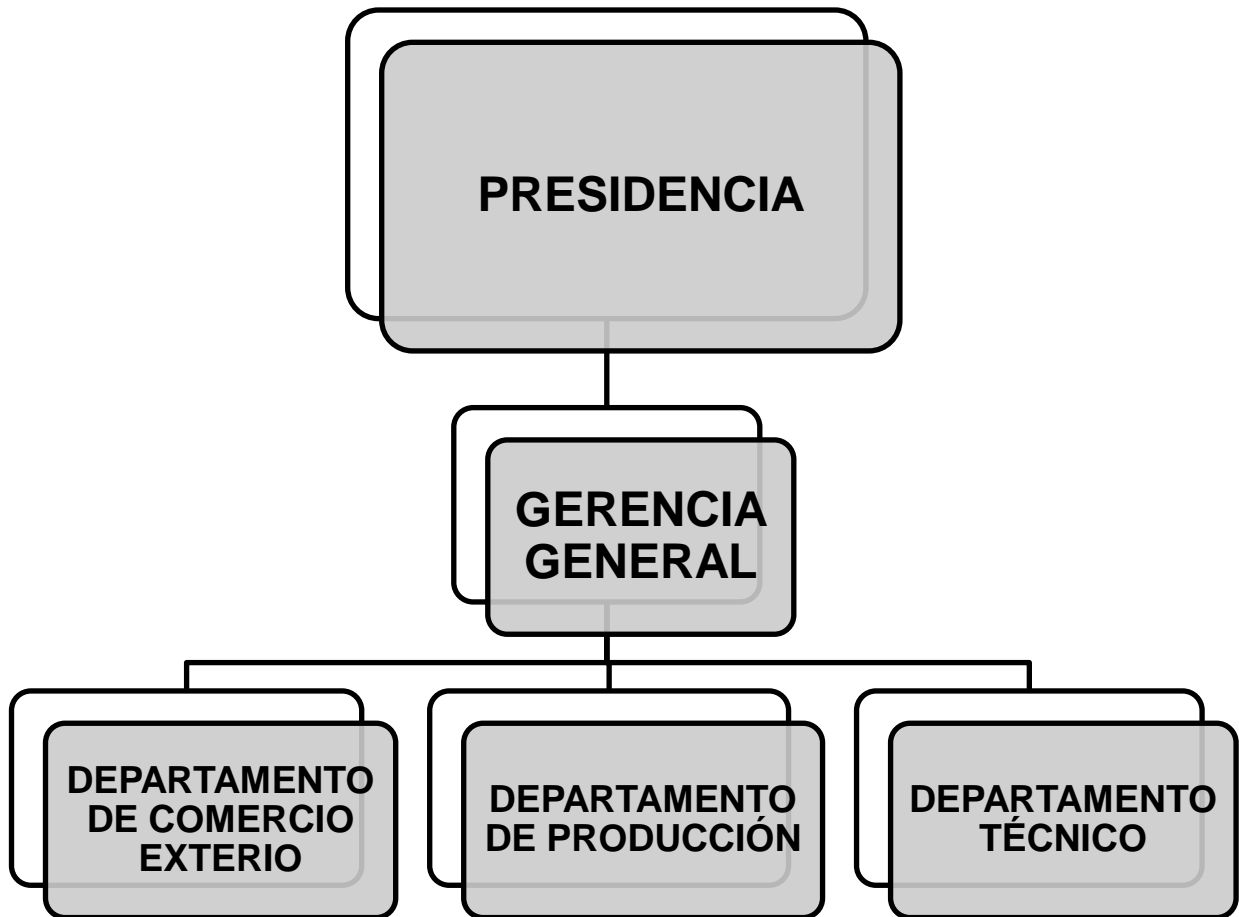 PRESIDENCIA
GERENCIA
GENERAL
DEPARTAMENTO
DE COMERCIO
EXTERIO
DEPARTAMENTO
DE PRODUCCIÓN
DEPARTAMENTO
TÉCNICO